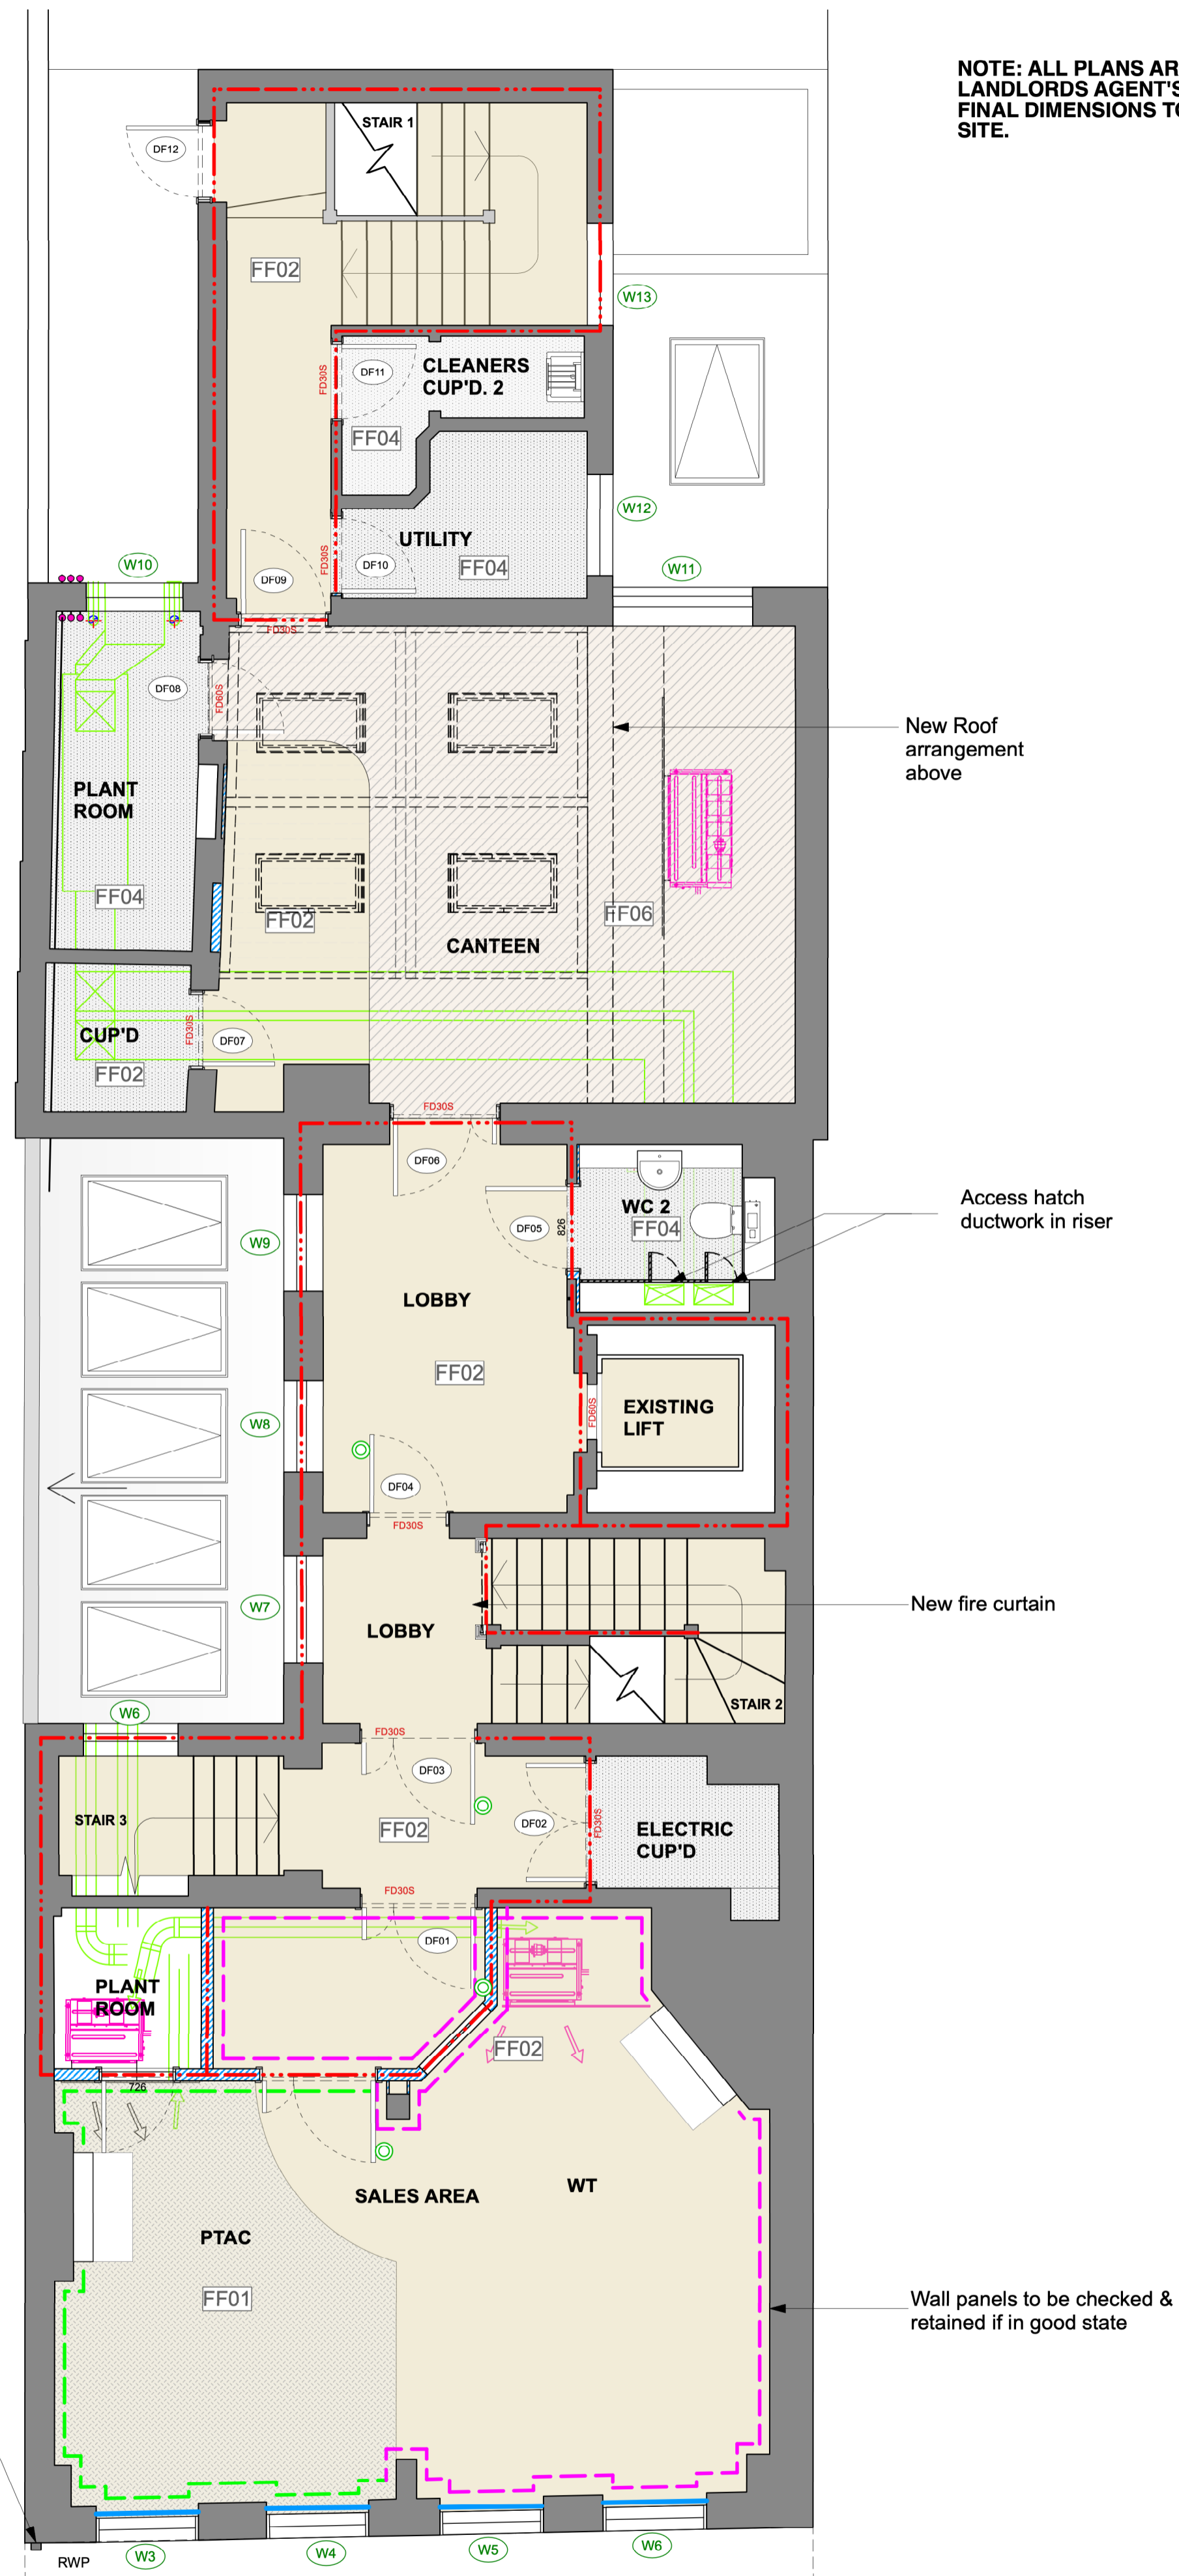 NOTE: ALL PLANS AR
LANDLORDS AGENT'S
FINAL DIMENSIONS TO
SITE.
STAIR 1
DF12
FF02
W13
CLEANERS
CUP'D. 2
DF11
FD30S
FF04
W12
UTILITY
FF04
FD30S
DF10
W10
W11
DF09
FD30S
DF08
FD60S
New Roof
arrangement
above
PLANT
ROOM
FF04
FF02
FF06
CANTEEN
CUP'D
FD30S
DF07
FF02
FD30S
DF06
DF05
826
WC 2
FF04
Access hatch
ductwork in riser
W9
LOBBY
FF02
FD60S
EXISTING
LIFT
W8
DF04
FD30S
W7
LOBBY
New fire curtain
STAIR 2
W6
FD30S
DF03
STAIR 3
FF02
DF02
FD30S
ELECTRIC
CUP'D
FD30S
DF01
PLANT
ROOM
FF02
726
SALES AREA
WT
PTAC
FF01
Wall panels to be checked &
retained if in good state
W3
W4
W5
W6
RWP